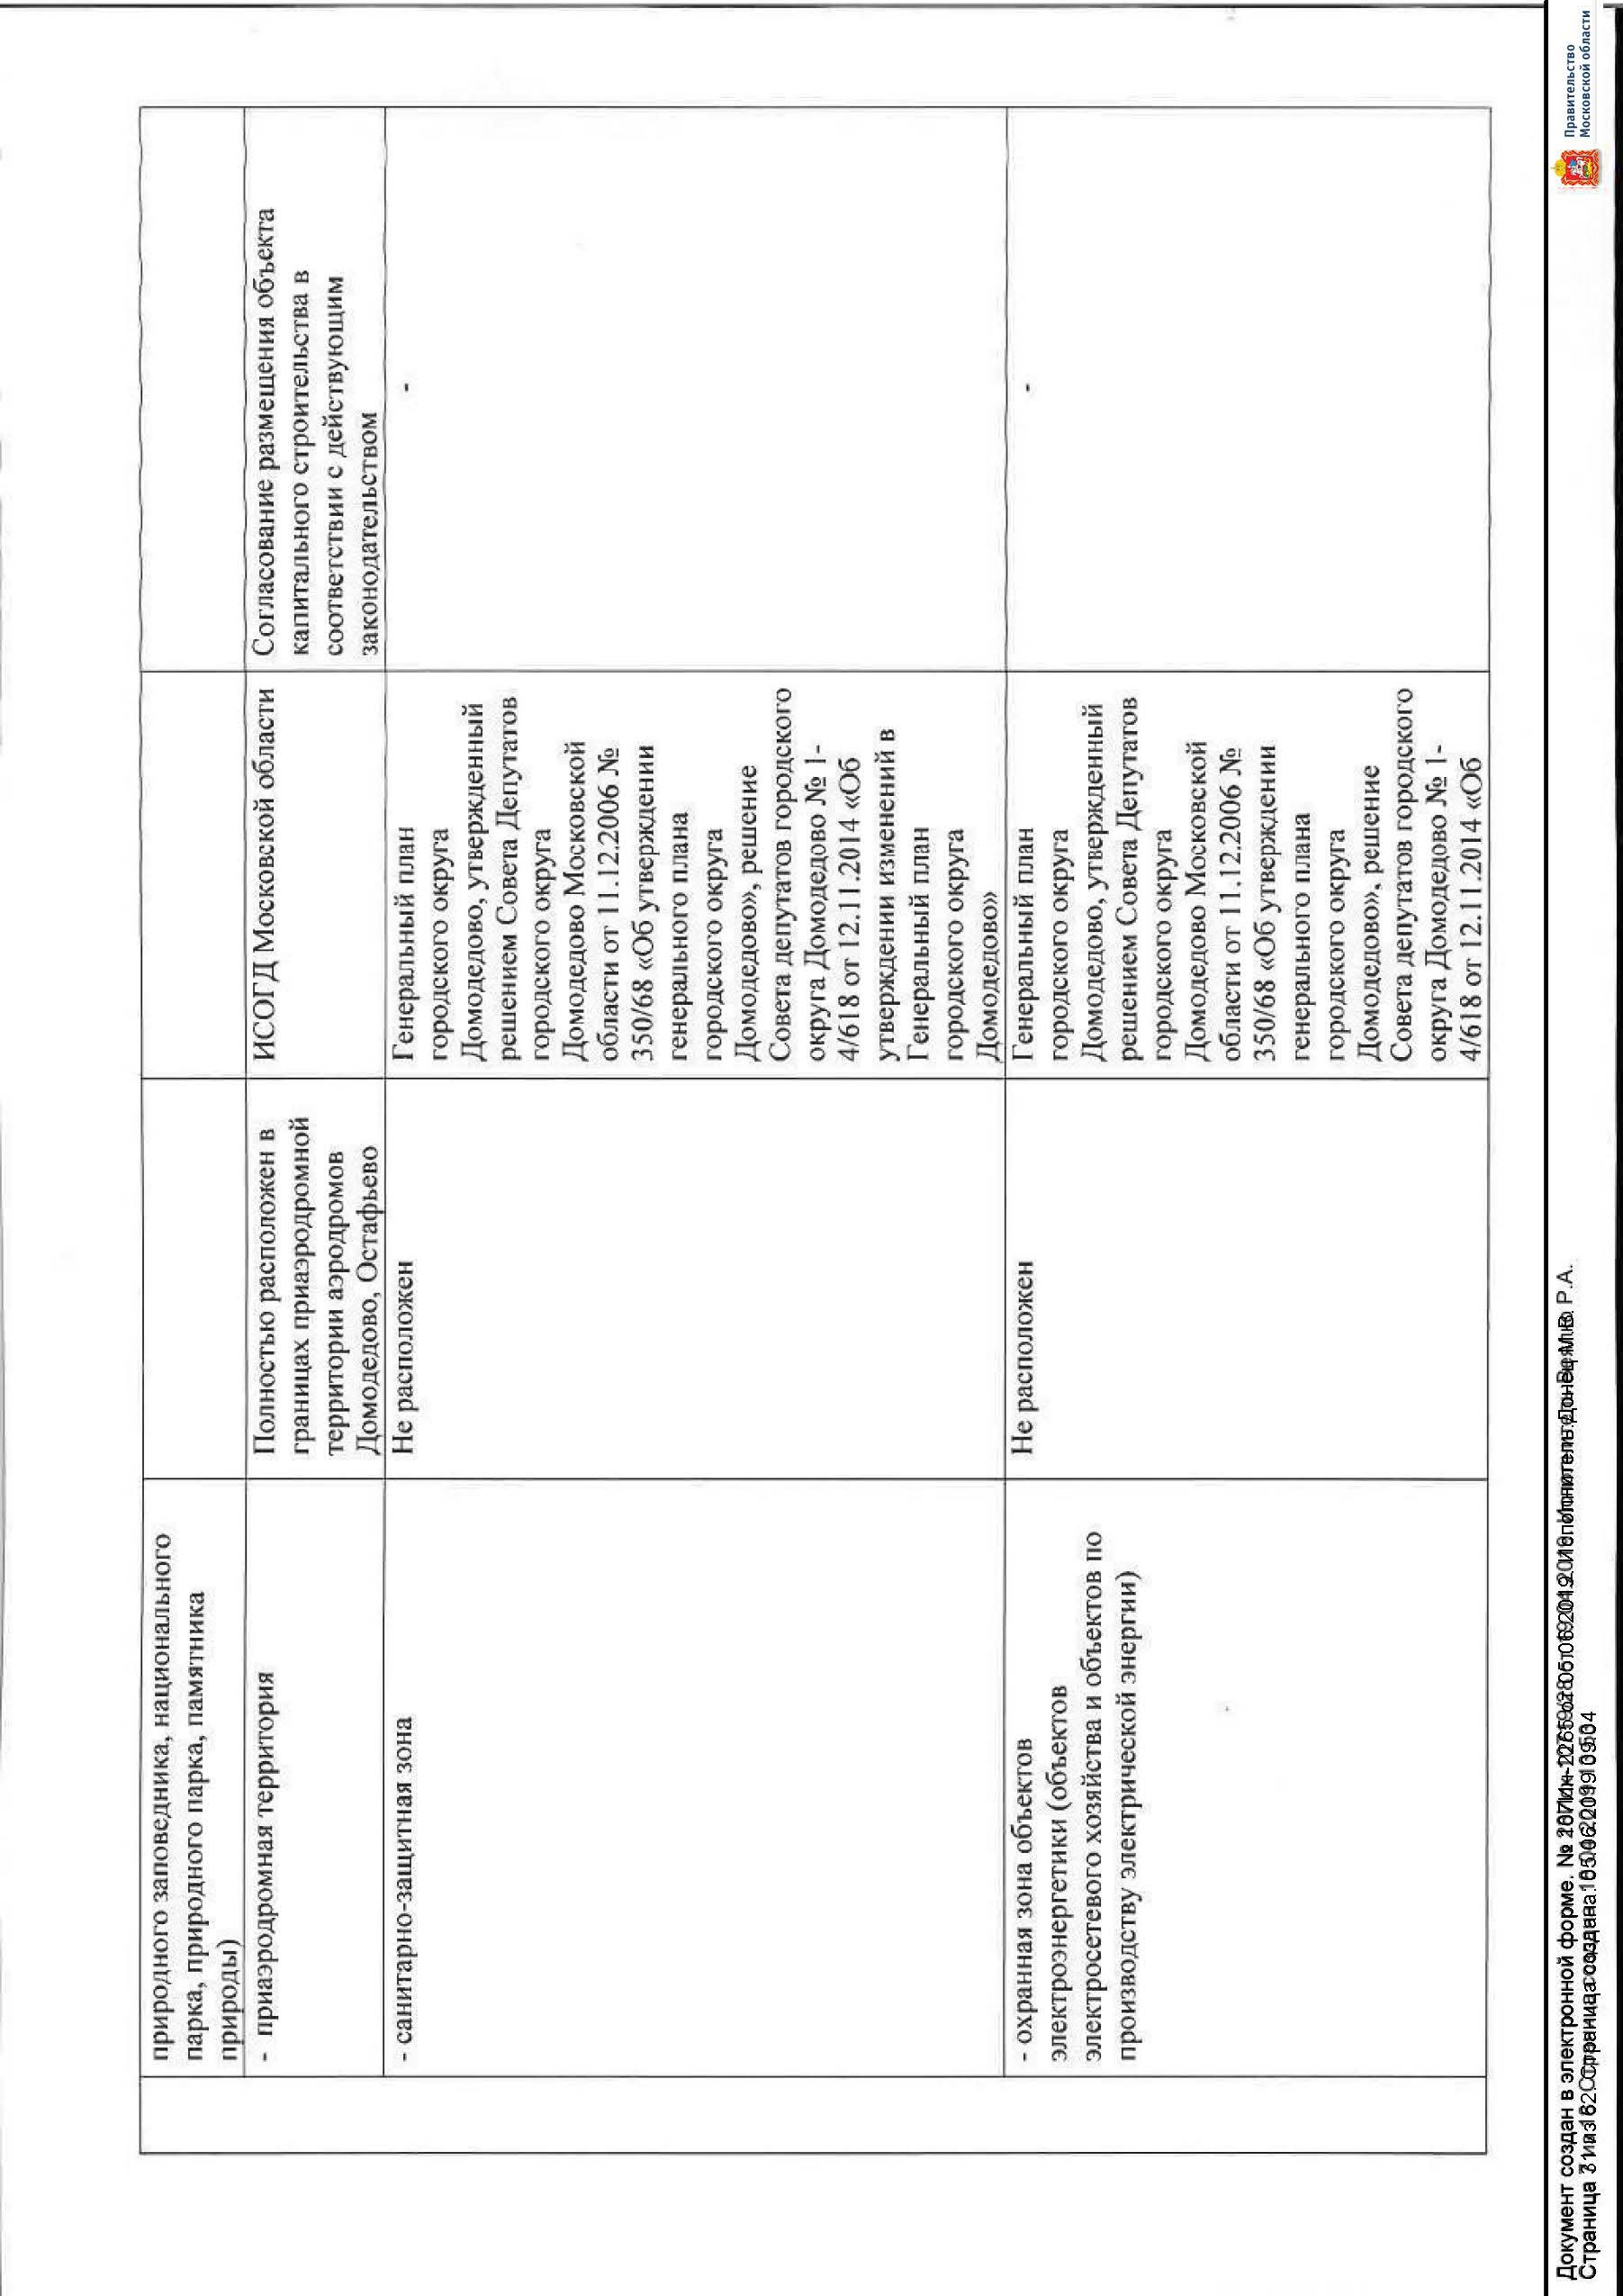 природного заповедника, национального
парка, природного парка, памятника
природы)
- приаэродромная территория
Полностью расположен в
границах приаэродромной
территории аэродромов
Домодедово, Остафьево
ИСОГД Московской области
Согласование размещения объекта
капитального строительства в
соответствии с действующим
законодательством
- санитарно-защитная зона
Не расположен
Генеральный план
городского округа
Домодедово, утвержденный
решением Совета Депутатов
городского округа
Домодедово Московской
области от 11.12.2006 №
350/68 «Об утверждении
генерального плана
городского округа
Домодедово», решение
Совета депутатов городского
округа Домодедово № 1-
4/618 от 12.11.2014 «Об
утверждении изменений в
Генеральный план
городского округа
Домодедово»
-
- охранная зона объектов
электроэнергетики (объектов
электросетевого хозяйства и объектов по
производству электрической энергии)
Не расположен
Генеральный план
городского округа
Домодедово, утвержденный
решением Совета Депутатов
городского округа
Домодедово Московской
области от 11.12.2006 №
350/68 «Об утверждении
генерального плана
городского округа
Домодедово», решение
Совета депутатов городского
округа Домодедово № 1-
4/618 от 12.11.2014 «Об
-
Документ создан в электронной форме. №
Страница
Правительство
Московской области